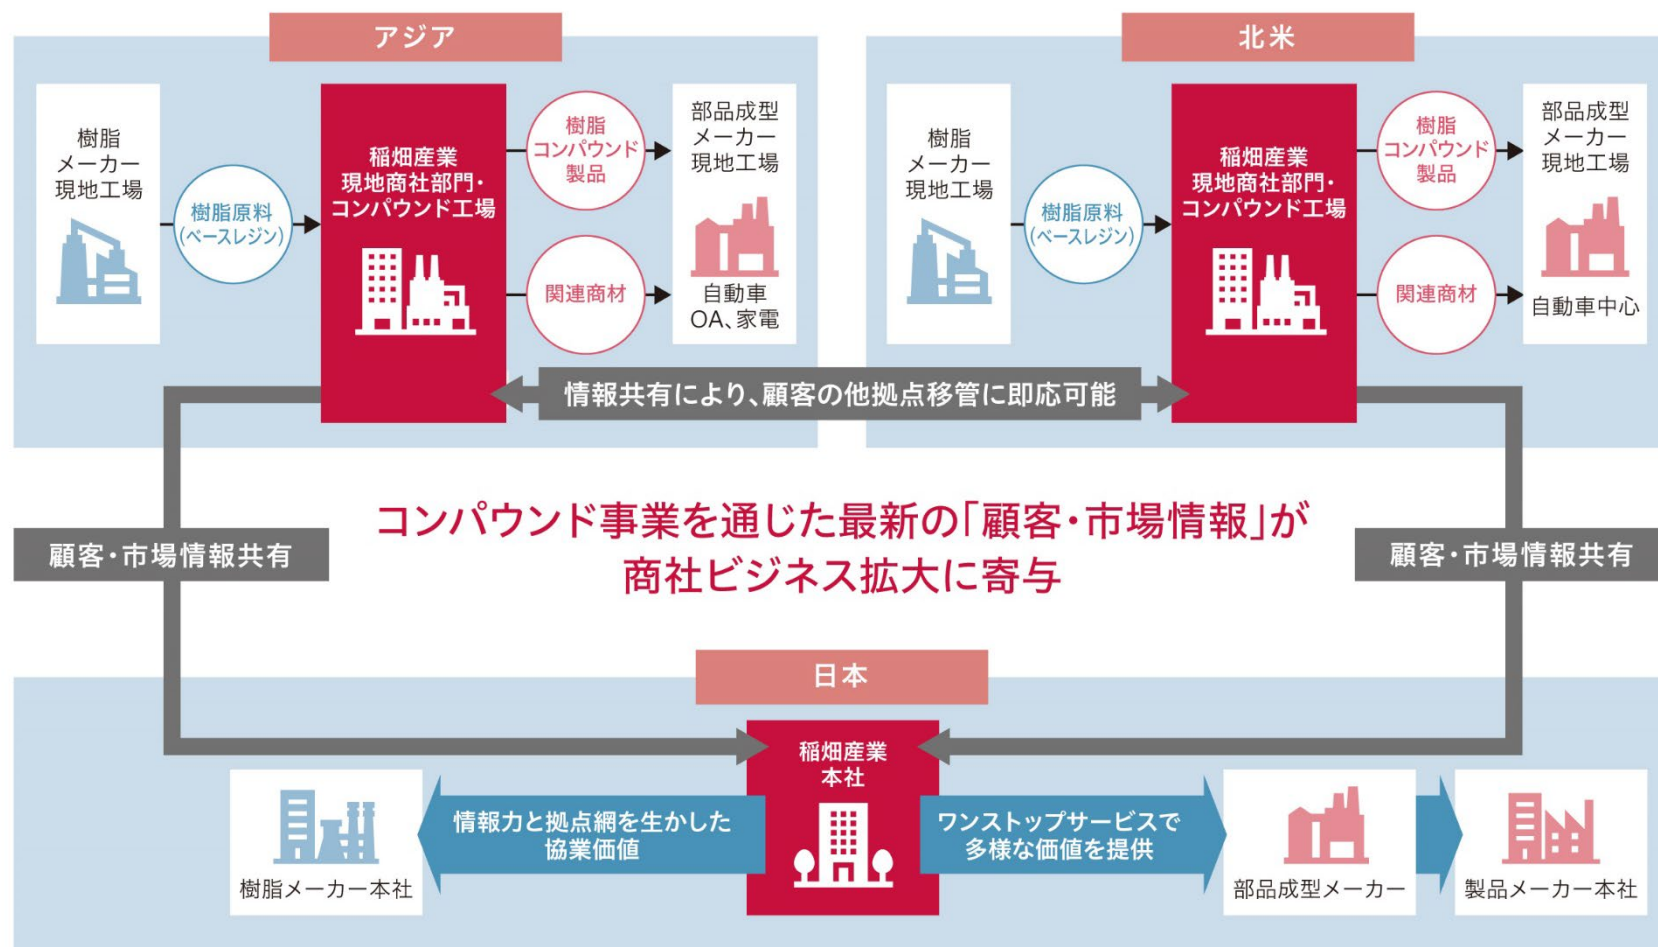 アジア
樹脂
メーカー
現地工場
樹脂原料
(ベースレジン)
稲畑産業
現地商社部門・
コンパウンド工場
樹脂
コンパウンド
製品
関連商材
部品成型
メーカー
現地工場
自動車
OA、家電
北米
樹脂
メーカー
現地工場
樹脂原料
(ベースレジン)
稲畑産業
現地商社部門・
コンパウンド工場
樹脂
コンパウンド
製品
関連商材
部品成型
メーカー
現地工場
自動車中心
情報共有により、顧客の他拠点移管に即応可能
顧客・市場情報共有
コンパウンド事業を通じた最新の「顧客・市場情報」が
商社ビジネス拡大に寄与
顧客・市場情報共有
日本
稲畑産業
本社
樹脂メーカー本社
情報力と拠点網を生かした
協業価値
ワンストップサービスで
多様な価値を提供
部品成型メーカー
製品メーカー本社